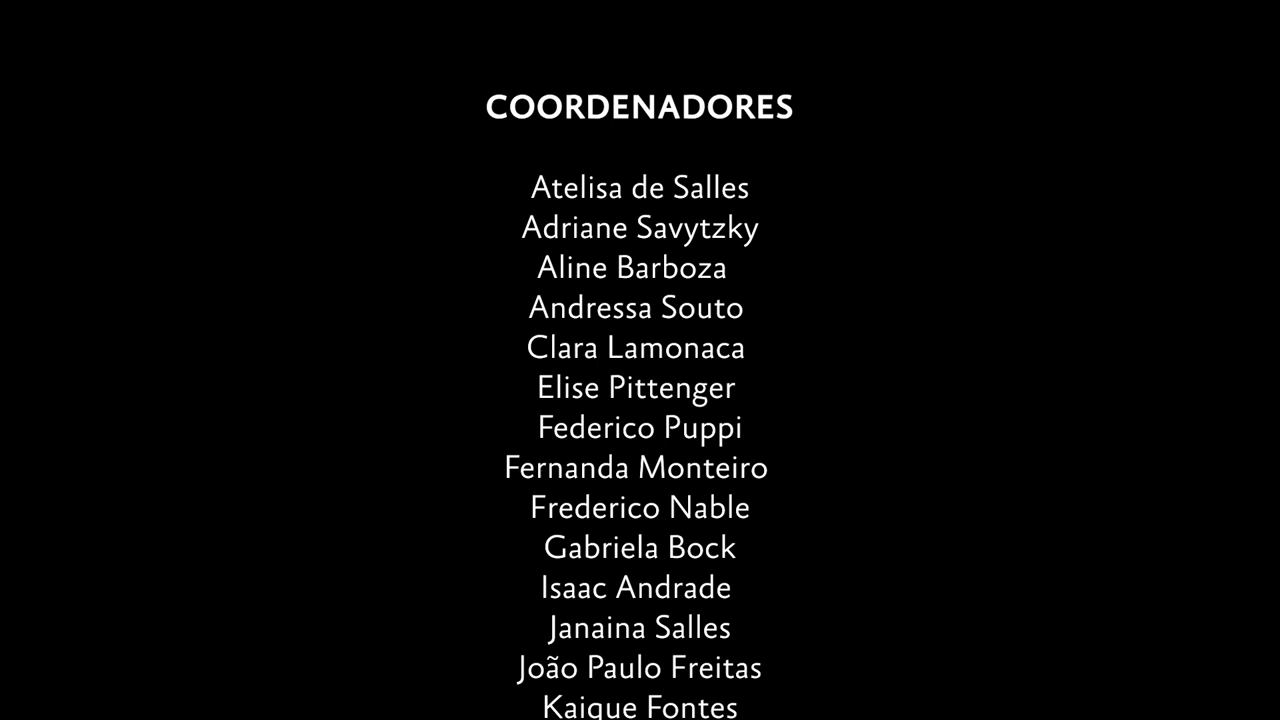 COORDENADORES
Atelisa de Salles
Adriane Savytzky
Aline Barboza
Andressa Souto
Clara Lamonaca
Elise Pittenger
Federico Puppi
Fernanda Monteiro
Frederico Nable
Gabriela Bock
Isaac Andrade
Janaina Salles
João Paulo Freitas
Kaique Fontes